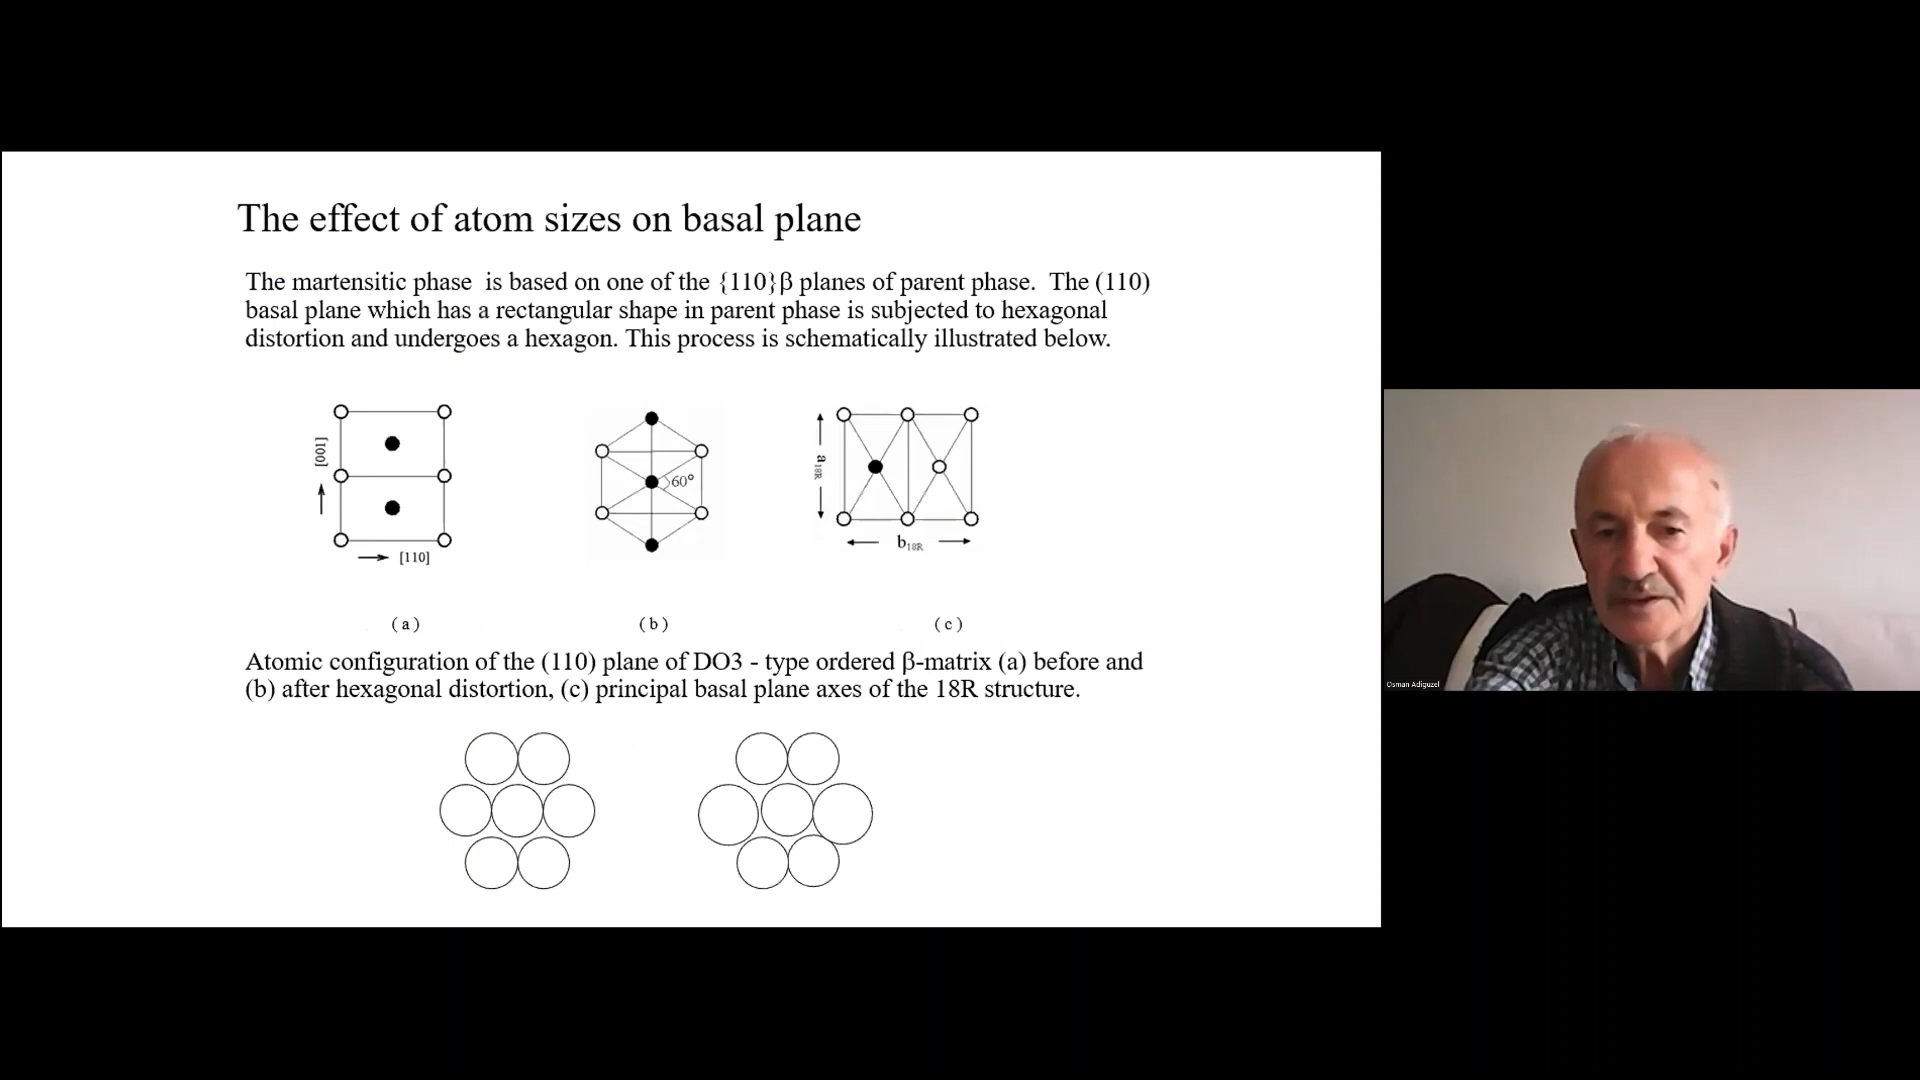 The effect of atom sizes on basal plane
The martensitic phase is based on one of the {110}β planes of parent phase. The (110)
basal plane which has a rectangular shape in parent phase is subjected to hexagonal
distortion and undergoes a hexagon. This process is schematically illustrated below.
[001]
[110]
60°
a18R
b18R
(a)
(b)
(c)
Atomic configuration of the (110) plane of DO3 - type ordered β-matrix (a) before and
(b) after hexagonal distortion, (c) principal basal plane axes of the 18R structure.
Osman Adiguzel